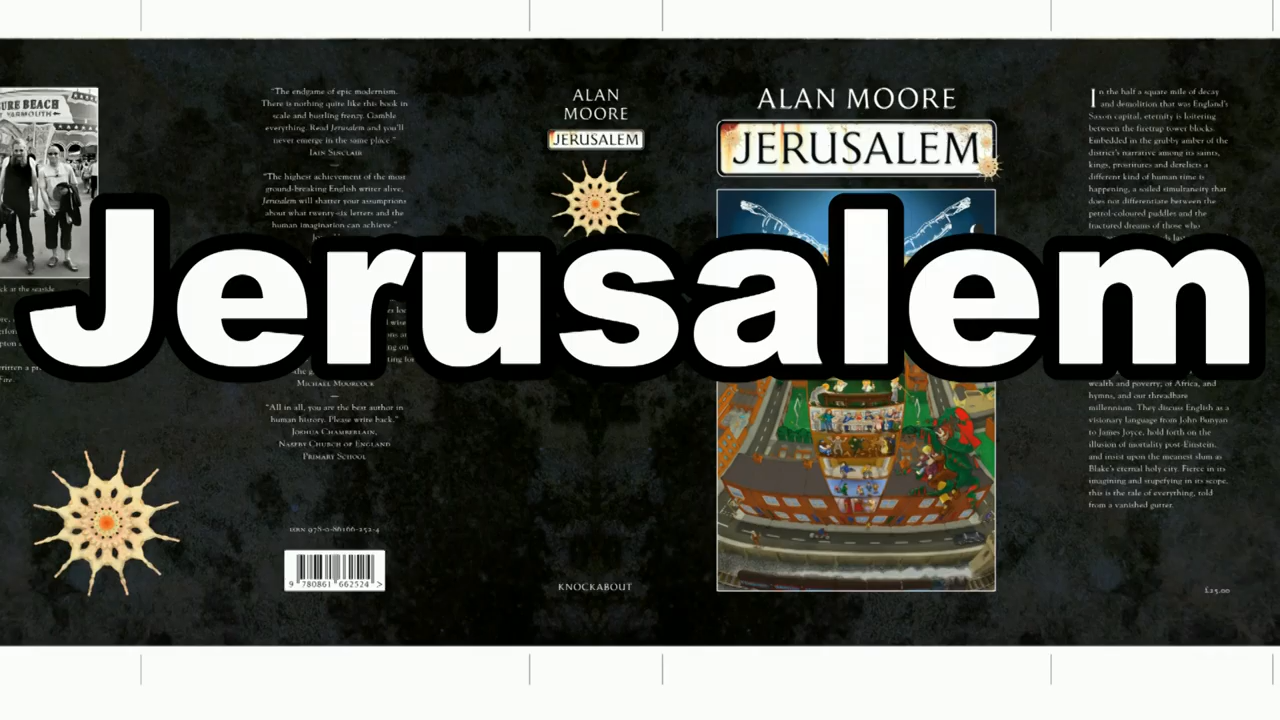 URE BEACH
YARMOUTH
ck at the seaside.
"The endgame of epic modernism.
There is nothing quite like this book in
scale and bustling frenzy. Gamble
everything. Read Jerusalem and you'll
never emerge in the same place."
Iain Sinclair
"The highest achievement of the most
ground-breaking English writer alive,
Jerusalem will shatter your assumptions
about what twenty-six letters and the
human imagination can achieve."
Michael Moorcock
"All in all, you are the best author in
human history. Please write back."
Joshua Chamberlain,
Naseby Church of England
Primary School
ISBN 978-0-86166-252-4
9 780861 662524 >
ALAN
MOORE
JERUSALEM
KNOCKABOUT
ALAN MOORE
JERUSALEM
Jerusalem
In the half a square mile of decay
and demolition that was England's
Saxon capital, eternity is loitering
between the firetrap tower blocks.
Embedded in the grubby amber of the
district's narrative among its saints,
kings, prostitutes and derelicts a
different kind of human time is
happening, a soiled simultaneity that
does not differentiate between the
petrol-coloured puddles and the
fractured dreams of those who
wealth and poverty; of Africa, and
hymns, and our threadbare
millennium. They discuss English as a
visionary language from John Bunyan
to James Joyce, hold forth on the
illusion of mortality post-Einstein,
and insist upon the meanest slum as
Blake's eternal holy city. Fierce in its
imagining and stupefying in its scope,
this is the tale of everything, told
from a vanished gutter.
£25.00